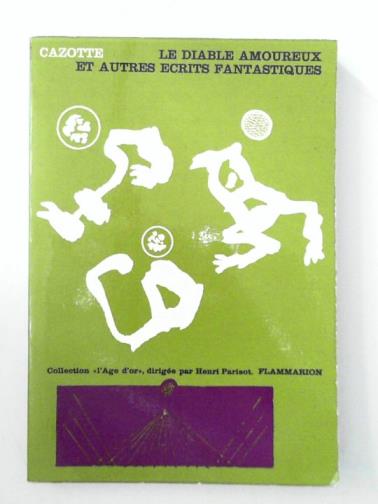 CAZOTTE LE DIABLE AMOUREUX
ET AUTRES ECRITS FANTASTIQUES
Collection «l'Age d'or», dirigée par Henri Parisot. FLAMMARION